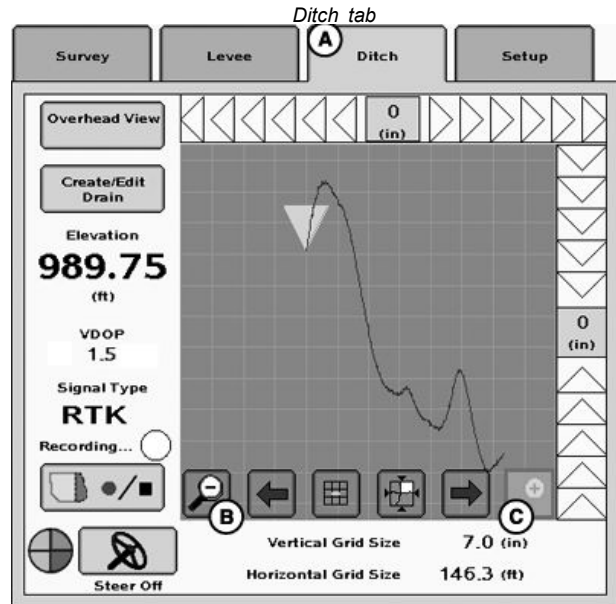 Ditch tab
Survey
Levee
A
Ditch
Setup
Overhead View
0
(in)
Create/Edit
Drain
Elevation
989.75
(ft)
VDOP
1.5
0
(in)
Signal Type
RTK
Recording...
B
C
Steer Off
Vertical Grid Size 7.0 (in)
Horizontal Grid Size 146.3 (ft)